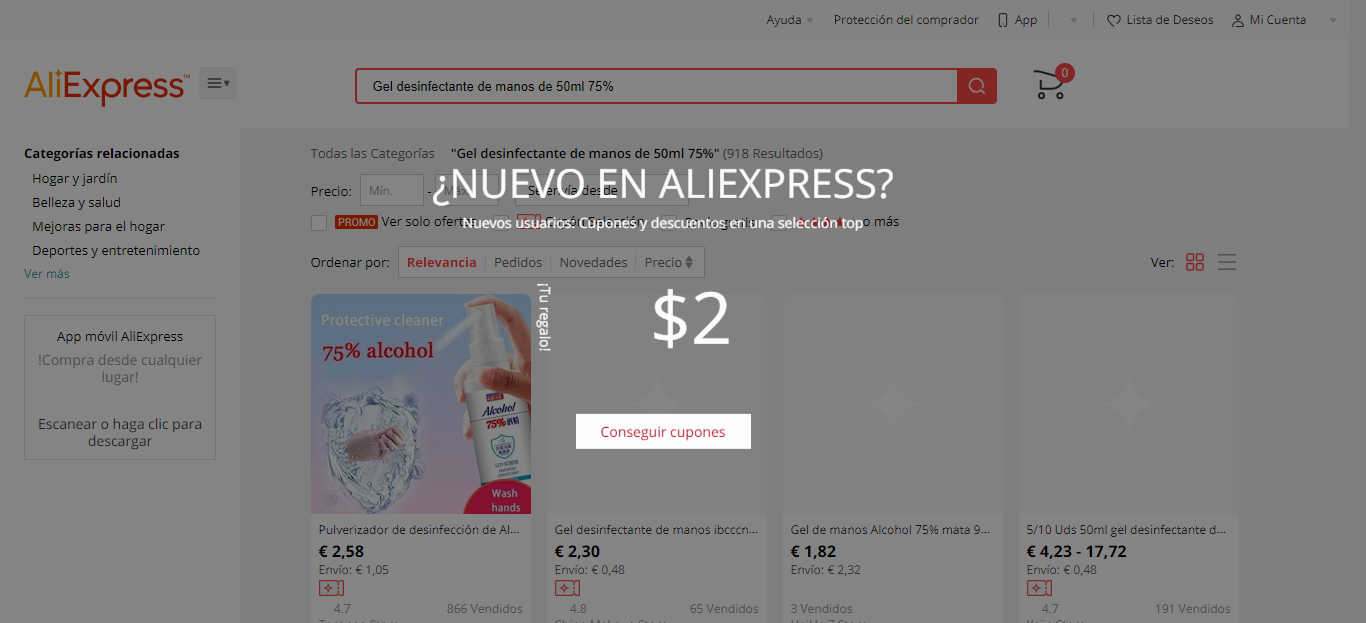 Ayuda Protección del comprador App Lista de Deseos Mi Cuenta
AliExpress™
Gel desinfectante de manos de 50ml 75%
0
Categorías relacionadas
Hogar y jardín
Belleza y salud
Mejoras para el hogar
Deportes y entretenimiento
Ver más
App móvil AliExpress
!Compra desde cualquier
lugar!
Escanear o haga clic para
descargar
Todas las Categorías "Gel desinfectante de manos de 50ml 75%" (918 Resultados)
Precio: Mín. -
¿NUEVO EN ALIEXPRESS?
PROMO Ver solo ofertas
o más
Nuevos usuarios: Cupones y descuentos en una selección top
Ordenar por: Relevancia Pedidos Novedades Precio
Ver:
¡Tu regalo!
$2
Conseguir cupones
Protective cleaner
75% alcohol
Alcohol
75%酒精
Wash
hands
Pulverizador de desinfección de Al...
€ 2,58
Envío: € 1,05
4.7 866 Vendidos
Gel desinfectante de manos ibcccn...
€ 2,30
Envío: € 0,48
4.8 65 Vendidos
Gel de manos Alcohol 75% mata 9...
€ 1,82
Envío: € 2,32
3 Vendidos
5/10 Uds 50ml gel desinfectante d...
€ 4,23 - 17,72
Envío: € 0,48
4.7 191 Vendidos